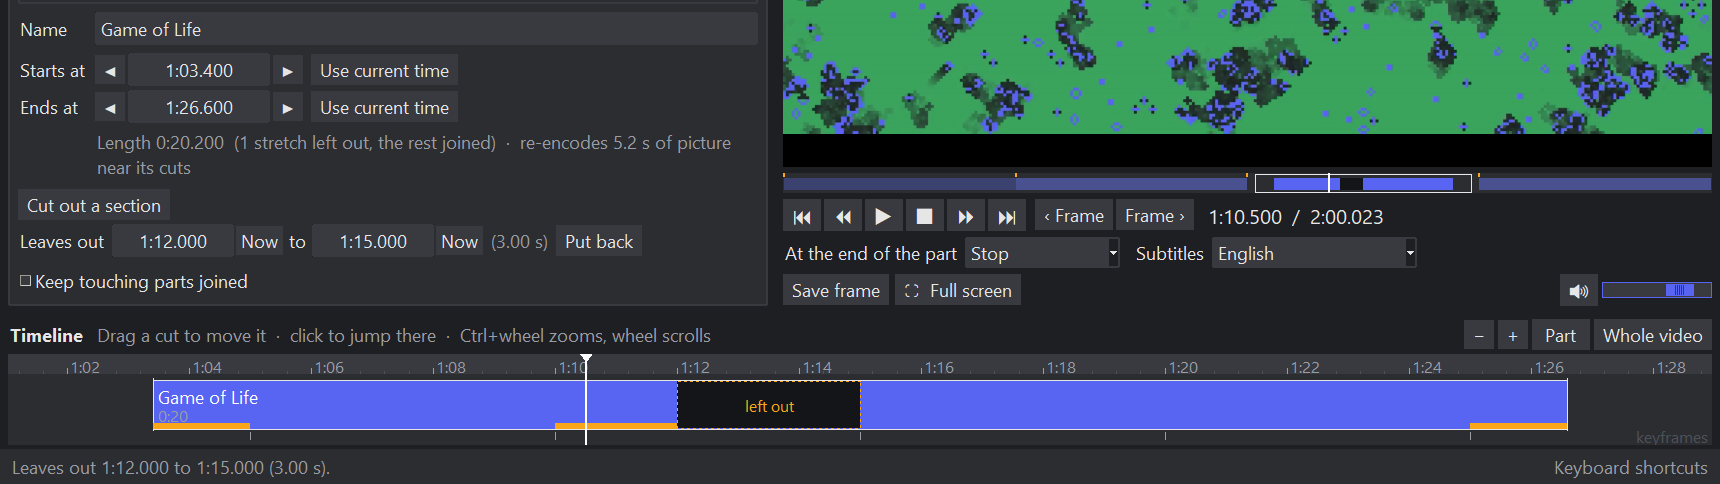 Name Game of Life
Starts at ◄ 1:03.400 ► Use current time
Ends at ◄ 1:26.600 ► Use current time
Length 0:20.200 (1 stretch left out, the rest joined) · re-encodes 5.2 s of picture
near its cuts
Cut out a section
Leaves out 1:12.000 Now to 1:15.000 Now (3.00 s) Put back
Keep touching parts joined
‹ Frame Frame › 1:10.500 / 2:00.023
At the end of the part Stop Subtitles English
Save frame Full screen
Timeline Drag a cut to move it · click to jump there · Ctrl+wheel zooms, wheel scrolls − + Part Whole video
1:02 1:04 1:06 1:08 1:10 1:12 1:14 1:16 1:18 1:20 1:22 1:24 1:26 1:28
Game of Life
left out
0:20
keyframes
Leaves out 1:12.000 to 1:15.000 (3.00 s). Keyboard shortcuts